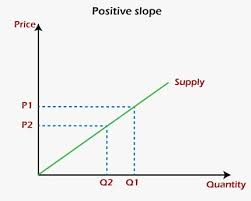 Positive slope
Price
Supply
P1
P2
Q2 Q1
Quantity